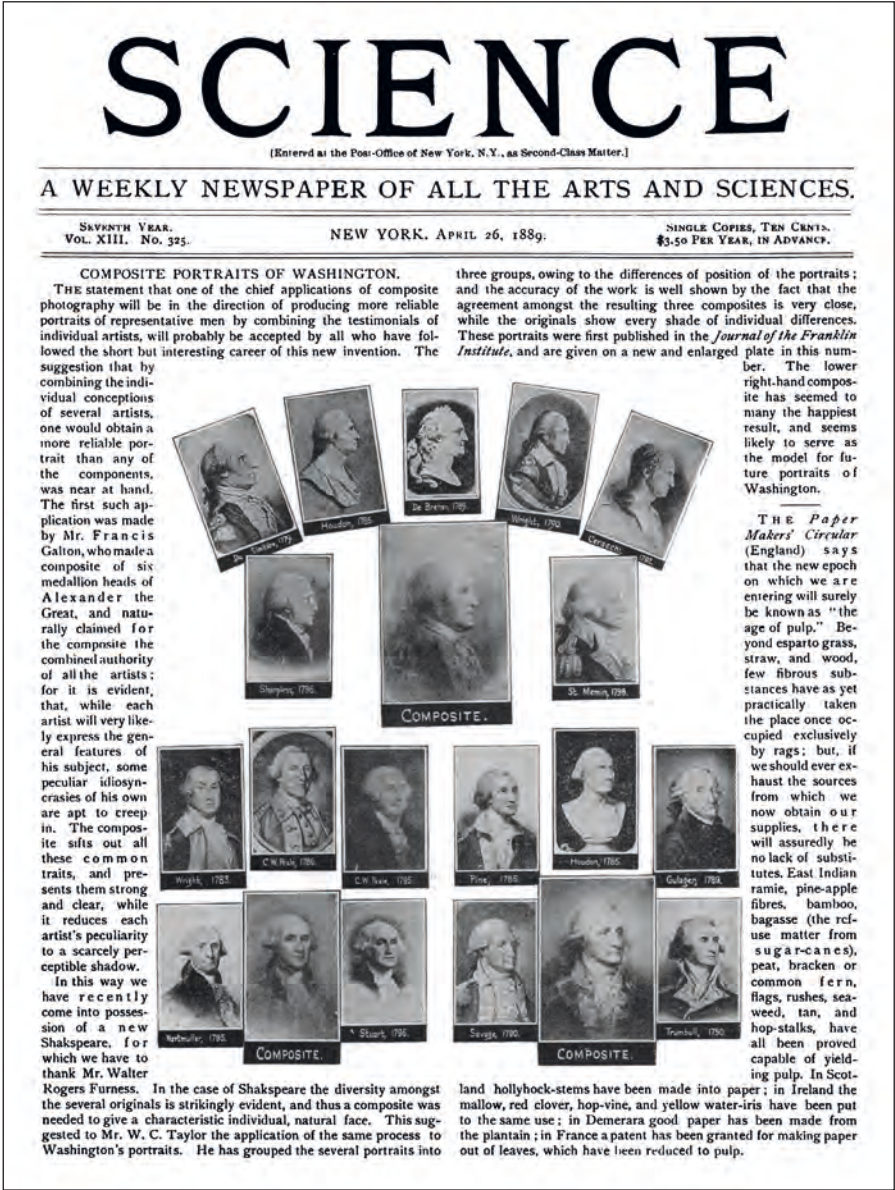 SCIENCE
[Entered at the Post-Office of New York, N.Y., as Second-Class Matter.]
A WEEKLY NEWSPAPER OF ALL THE ARTS AND SCIENCES.
SEVENTH YEAR.
VOL. XIII. No. 325.
NEW YORK, APRIL 26, 1889.
SINGLE COPIES, TEN CENTS.
$3.50 PER YEAR, IN ADVANCE.
COMPOSITE PORTRAITS OF WASHINGTON.
THE statement that one of the chief applications of composite
photography will be in the direction of producing more reliable
portraits of representative men by combining the testimonials of
individual artists, will probably be accepted by all who have fol-
lowed the short but interesting career of this new invention. The
suggestion that by
combining the indi-
vidual conceptions
of several artists,
one would obtain a
more reliable por-
trait than any of
the components,
was near at hand.
The first such ap-
plication was made
by Mr. Francis
Galton, who made a
composite of six
medallion heads of
Alexander the
Great, and natu-
rally claimed for
the composite the
combined authority
of all the artists;
for it is evident,
that, while each
artist will very like-
ly express the gen-
eral features of
his subject, some
peculiar idiosyn-
crasies of his own
are apt to creep
in. The compos-
ite sifts out all
these common
traits, and pre-
sents them strong
and clear, while
it reduces each
artist's peculiarity
to a scarcely per-
ceptible shadow.
In this way we
have recently
come into posses-
sion of a new
Shakspeare, for
which we have to
thank Mr. Walter
Rogers Furness. In the case of Shakspeare the diversity amongst
the several originals is strikingly evident, and thus a composite was
needed to give a characteristic individual, natural face. This sug-
gested to Mr. W. C. Taylor the application of the same process to
Washington's portraits. He has grouped the several portraits into
three groups, owing to the differences of position of the portraits;
and the accuracy of the work is well shown by the fact that the
agreement amongst the resulting three composites is very close,
while the originals show every shade of individual differences.
These portraits were first published in the Journal of the Franklin
Institute, and are given on a new and enlarged plate in this num-
ber. The lower
right-hand compos-
ite has seemed to
many the happiest
result, and seems
likely to serve as
the model for fu-
ture portraits of
Washington.
THE Paper
Makers' Circular
(England) says
that the new epoch
on which we are
entering will surely
be known as "the
age of pulp." Be-
yond esparto grass,
straw, and wood,
few fibrous sub-
stances have as yet
practically taken
the place once oc-
cupied exclusively
by rags; but, if
we should ever ex-
haust the sources
from which we
now obtain our
supplies, there
will assuredly be
no lack of substi-
tutes. East Indian
ramie, pine-apple
fibres, bamboo,
bagasse (the ref-
use matter from
sugar-canes),
peat, bracken or
common fern,
flags, rushes, sea-
weed, tan, and
hop-stalks, have
all been proved
capable of yield-
ing pulp. In Scot-
land hollyhock-stems have been made into paper; in Ireland the
mallow, red clover, hop-vine, and yellow water-iris have been put
to the same use; in Demerara good paper has been made from
the plantain; in France a patent has been granted for making paper
out of leaves, which have been reduced to pulp.
Houdon, 1785.
Wright, 1790.
Sharpless, 1796.
COMPOSITE.
St. Memin, 1798.
Wright, 1783.
C.W. Peale, 1786.
C.W. Peale, 1795.
Pine, 1785.
Houdon, 1785.
Gulager, 1789.
COMPOSITE.
Stuart, 1796.
Savage, 1790.
COMPOSITE.
Trumbull, 1790.